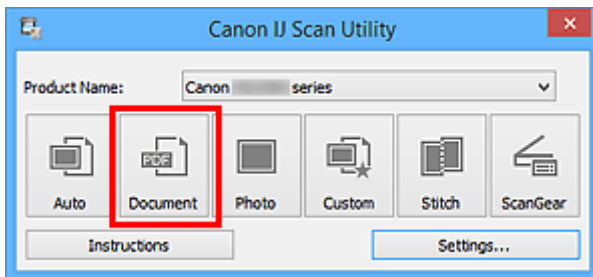 Canon IJ Scan Utility
Product Name: Canon series
PDF
Auto Document Photo Custom Stitch ScanGear
Instructions Settings...